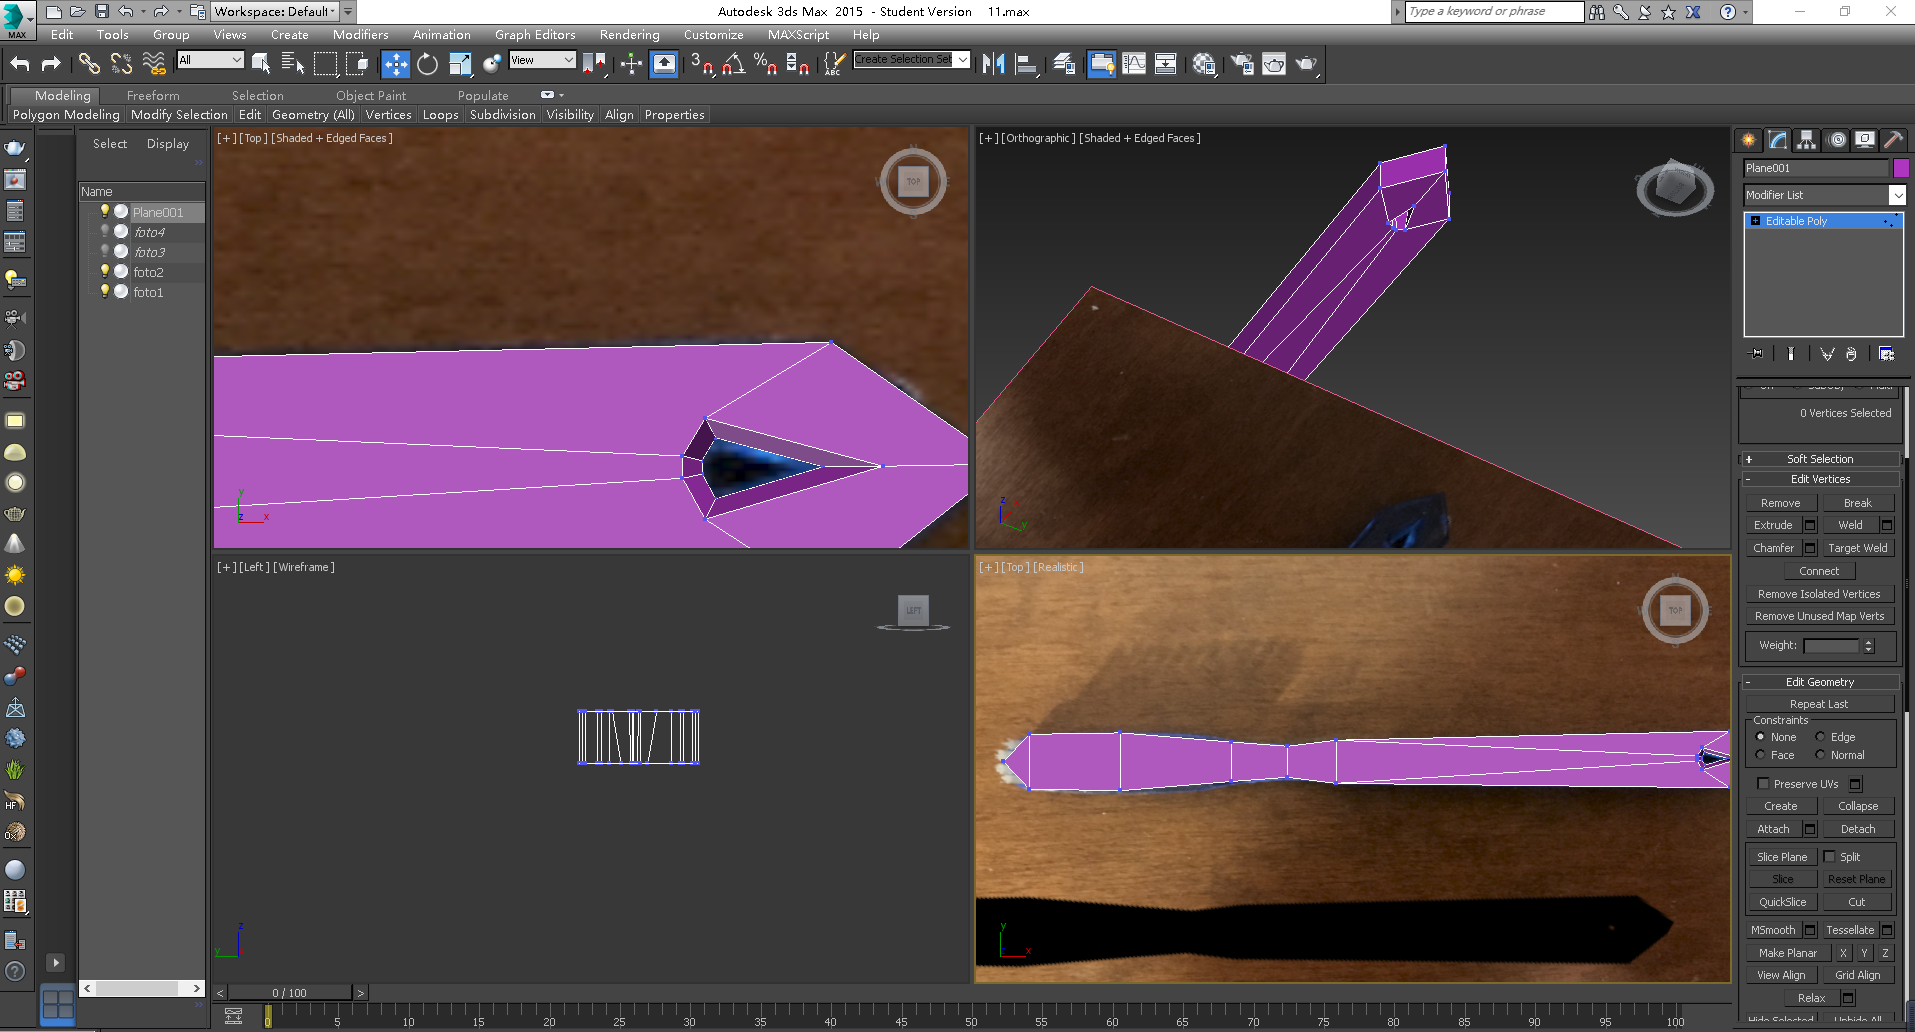 Workspace: Default
Autodesk 3ds Max 2015 - Student Version 11.max
Type a keyword or phrase
MAX
Edit Tools Group Views Create Modifiers Animation Graph Editors Rendering Customize MAXScript Help
All
View
3
ABC
Create Selection Set
Modeling Freeform Selection Object Paint Populate
Polygon Modeling Modify Selection Edit Geometry (All) Vertices Loops Subdivision Visibility Align Properties
Select Display
Name
Plane001
foto4
foto3
foto2
foto1
[+] [Top] [Shaded + Edged Faces]
TOP
y
z x
[+] [Orthographic] [Shaded + Edged Faces]
z
y
[+] [Left] [Wireframe]
LEFT
z
y
[+] [Top] [Realistic]
TOP
y
x
Plane001
Modifier List
Editable Poly
0 Vertices Selected
+ Soft Selection
- Edit Vertices
Remove Break
Extrude Weld
Chamfer Target Weld
Connect
Remove Isolated Vertices
Remove Unused Map Verts
Weight:
- Edit Geometry
Repeat Last
Constraints
None Edge
Face Normal
Preserve UVs
Create Collapse
Attach Detach
Slice Plane Split
Slice Reset Plane
QuickSlice Cut
MSmooth Tessellate
Make Planar X Y Z
View Align Grid Align
Relax
Hide Selected Unhide All
HF
< 0 / 100 >
0 5 10 15 20 25 30 35 40 45 50 55 60 65 70 75 80 85 90 95 100